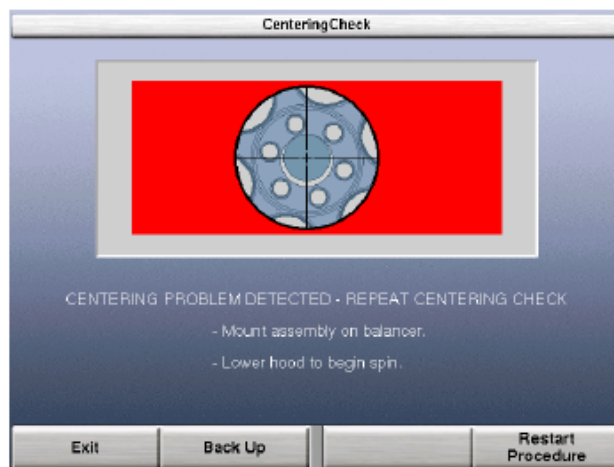 CenteringCheck
CENTERING PROBLEM DETECTED - REPEAT CENTERING CHECK
- Mount assembly on balancer.
- Lower hood to begin spin.
Exit
Back Up
Restart
Procedure